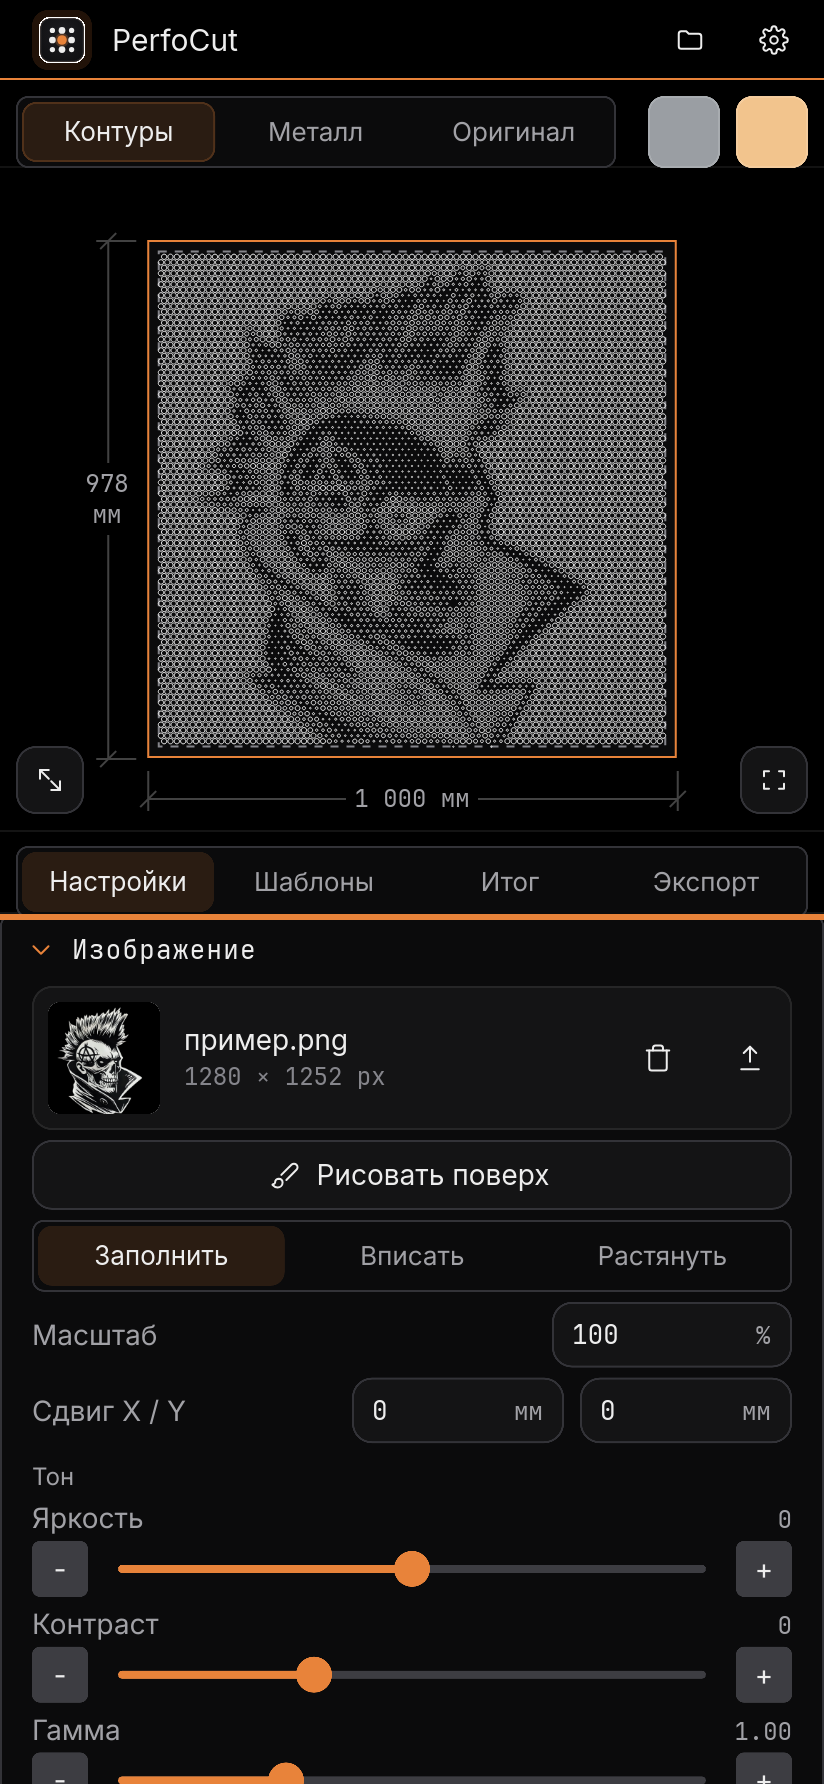 PerfoCut
Контуры
Металл
Оригинал
978
мм
1 000 мм
Настройки
Шаблоны
Итог
Экспорт
Изображение
пример.png
1280 × 1252 px
Рисовать поверх
Заполнить
Вписать
Растянуть
Масштаб
100 %
Сдвиг X / Y
0 мм
0 мм
Тон
Яркость
0
-
+
Контраст
0
-
+
Гамма
1.00
-
+